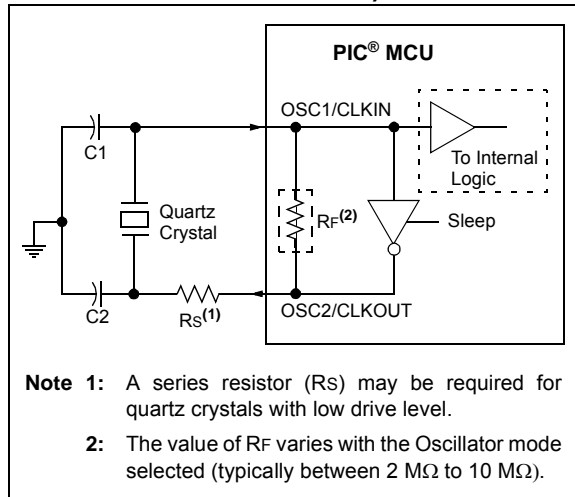 PIC® MCU
OSC1/CLKIN
C1
To Internal
Logic
Quartz
Crystal
RF(2)
Sleep
C2
RS(1)
OSC2/CLKOUT
Note 1: A series resistor (RS) may be required for
quartz crystals with low drive level.
2: The value of RF varies with the Oscillator mode
selected (typically between 2 MΩ to 10 MΩ).